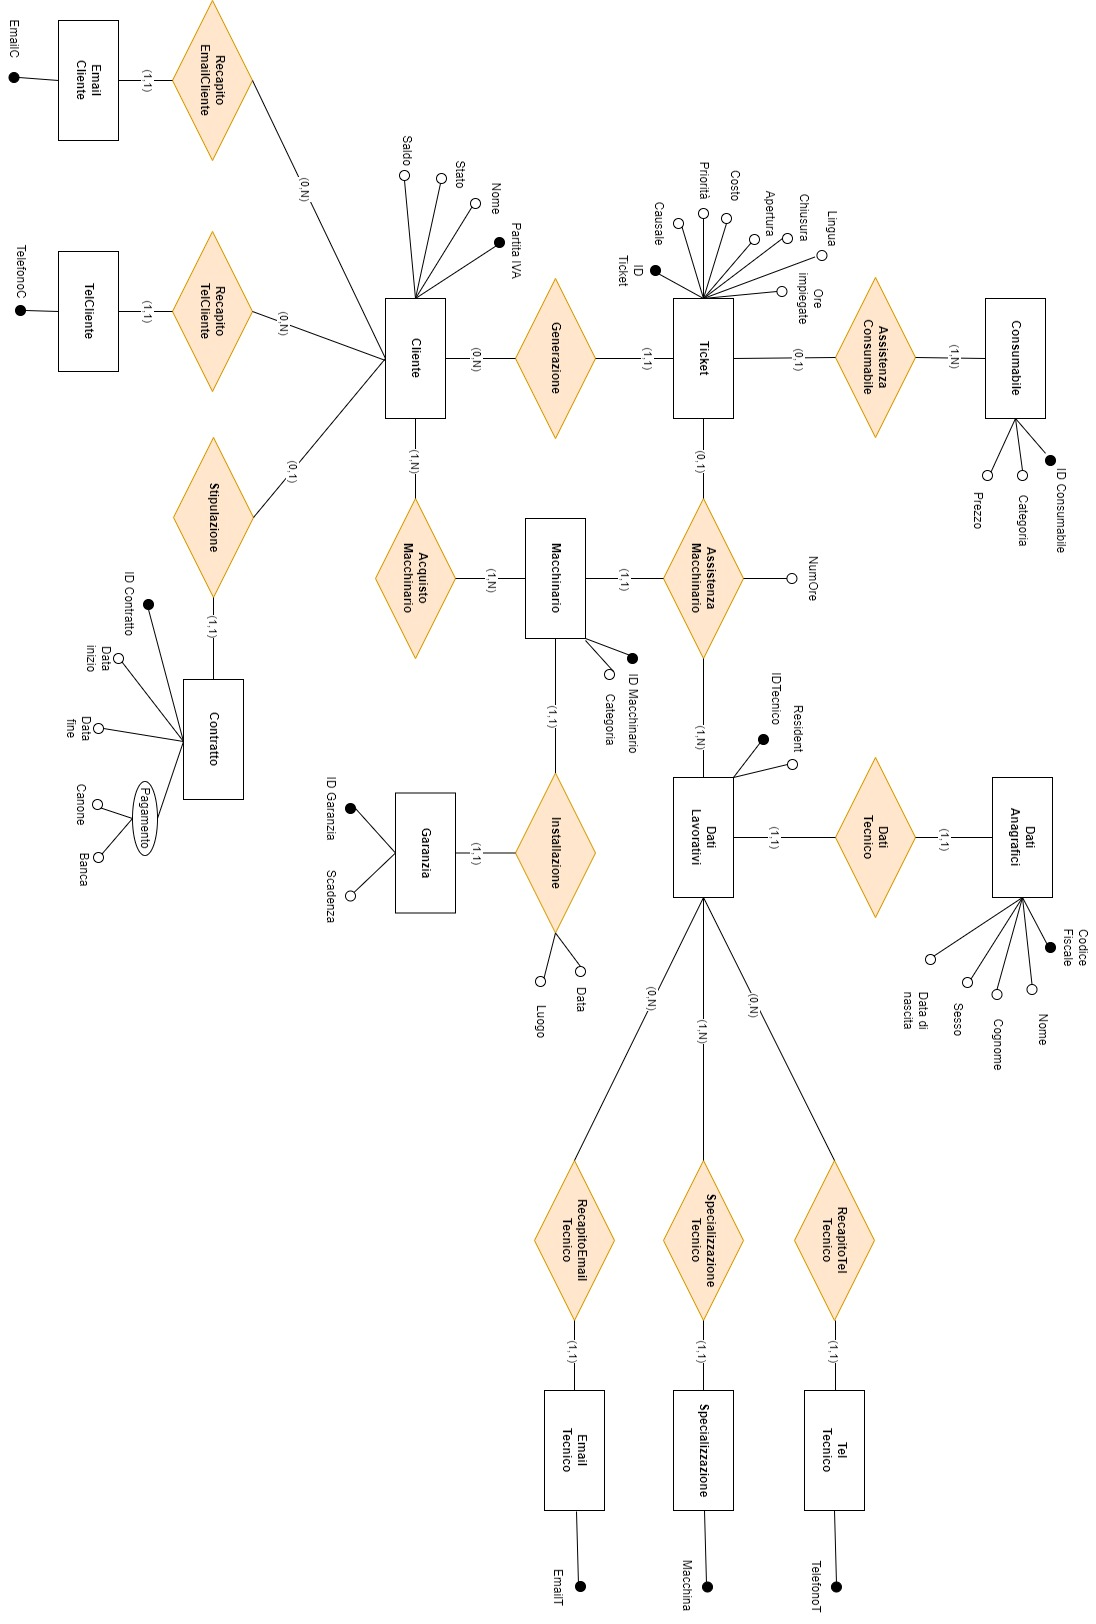 EmailC
Email
Cliente
(1,1)
Recapito
EmailCliente
(0,N)
TelefonoC
TelCliente
(1,1)
Recapito
TelCliente
(0,N)
Saldo
Stato
Nome
Partita IVA
Cliente
(0,N)
Generazione
(1,1)
Causale
Priorità
Costo
Apertura
Chiusura
Lingua
ID
Ticket
Ore
impiegate
Ticket
(0,1)
Assistenza
Consumabile
(1,N)
Consumabile
ID Consumabile
Categoria
Prezzo
(0,1)
Stipulazione
(1,1)
Contratto
ID Contratto
Data
inizio
Data
fine
Pagamento
Canone
Banca
(1,N)
Acquisto
Macchinario
(1,N)
Macchinario
ID Macchinario
Categoria
(1,1)
Assistenza
Macchinario
NumOre
(0,1)
(1,N)
(1,1)
Installazione
Data
Luogo
(1,1)
Garanzia
ID Garanzia
Scadenza
IDTecnico
Resident
Dati
Lavorativi
(1,1)
Dati
Tecnico
(1,1)
Dati
Anagrafici
Codice
Fiscale
Nome
Cognome
Sesso
Data di
nascita
(0,N)
(1,N)
(0,N)
RecapitoEmail
Tecnico
Specializzazione
Tecnico
RecapitoTel
Tecnico
(1,1)
(1,1)
(1,1)
Email
Tecnico
Specializzazione
Tel
Tecnico
EmailT
Macchina
TelefonoT